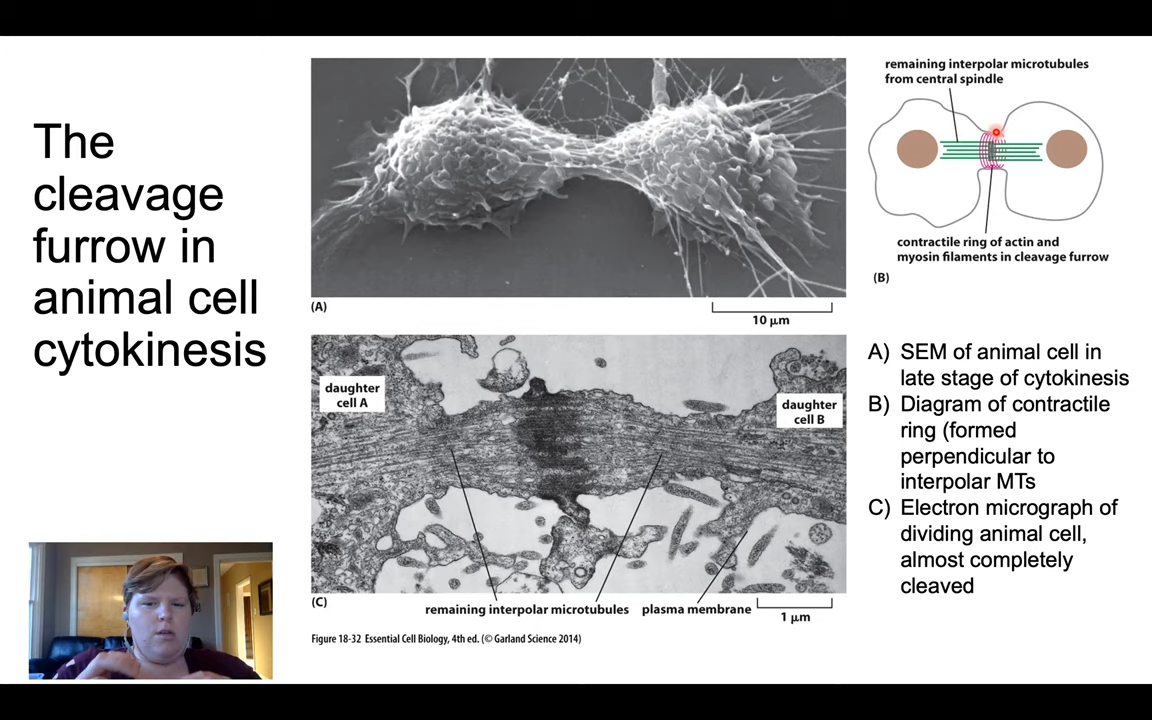 The
cleavage
furrow in
animal cell
cytokinesis
(A)
10 μm
remaining interpolar microtubules
from central spindle
contractile ring of actin and
myosin filaments in cleavage furrow
(B)
daughter
cell A
daughter
cell B
(C)
remaining interpolar microtubules
plasma membrane
1 μm
Figure 18-32 Essential Cell Biology, 4th ed. (© Garland Science 2014)
A) SEM of animal cell in
late stage of cytokinesis
B) Diagram of contractile
ring (formed
perpendicular to
interpolar MTs
C) Electron micrograph of
dividing animal cell,
almost completely
cleaved